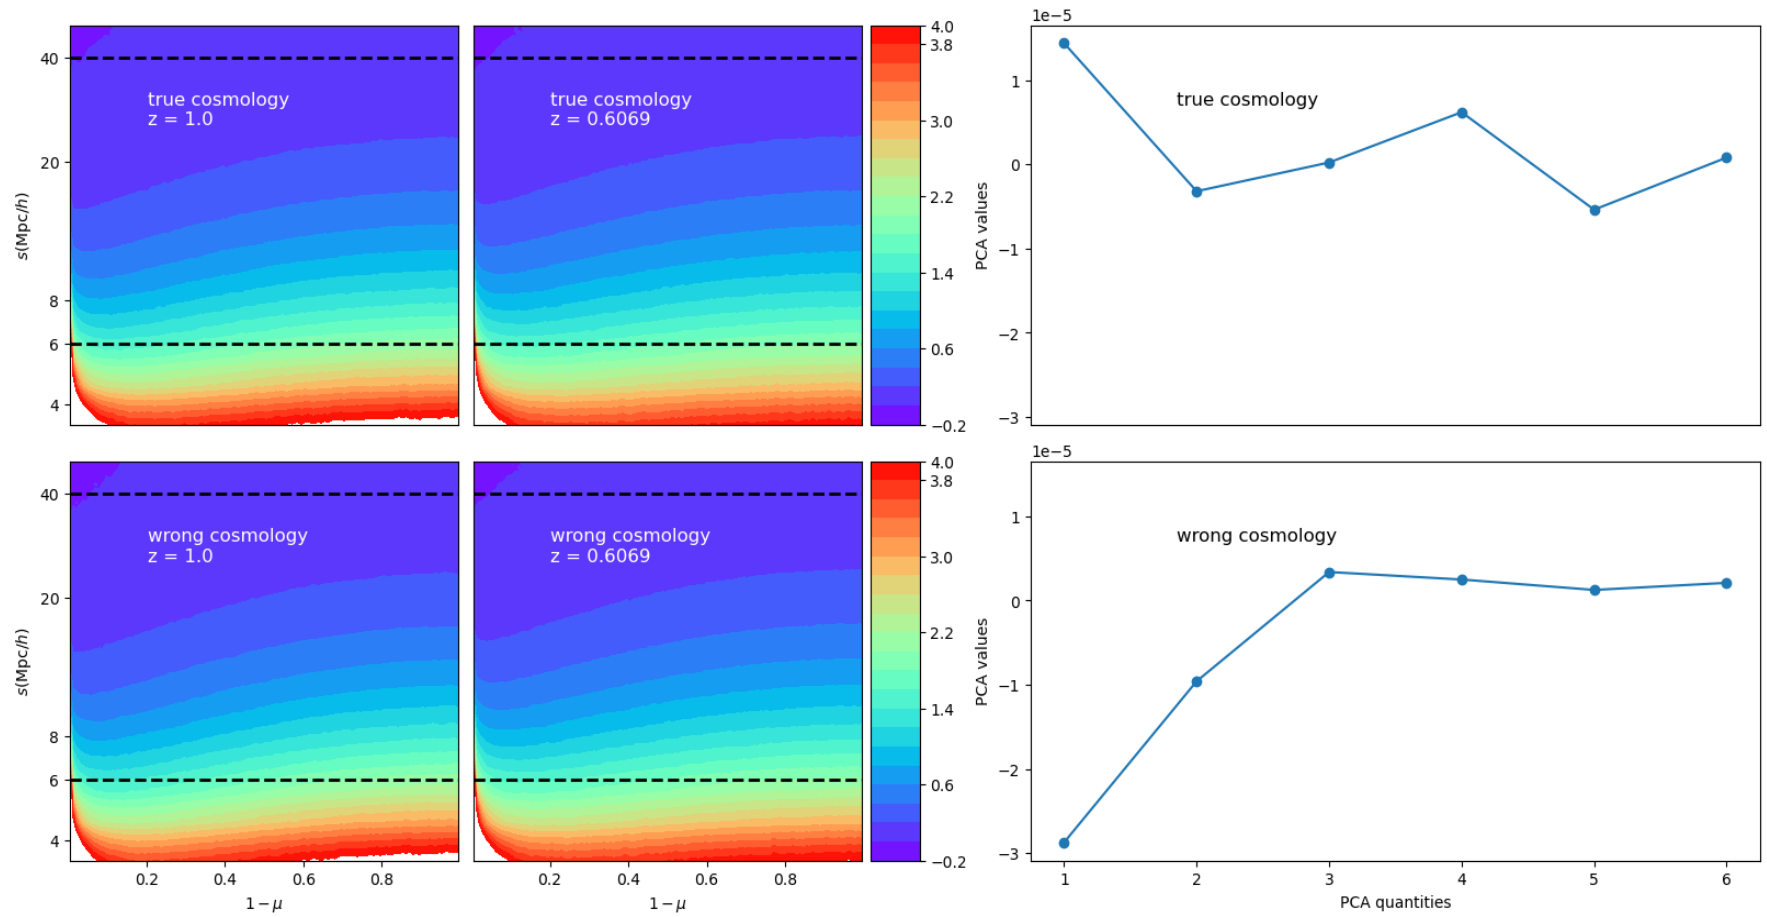 1e−5
true cosmology
z = 1.0
true cosmology
z = 0.6069
true cosmology
40
20
8
6
4
s(Mpc/h)
4.0
3.8
3.0
2.2
1.4
0.6
−0.2
PCA values
1
0
−1
−2
−3
1e−5
wrong cosmology
z = 1.0
wrong cosmology
z = 0.6069
wrong cosmology
40
20
8
6
4
s(Mpc/h)
4.0
3.8
3.0
2.2
1.4
0.6
−0.2
PCA values
1
0
−1
−2
−3
0.2 0.4 0.6 0.8
1 − μ
0.2 0.4 0.6 0.8
1 − μ
1 2 3 4 5 6
PCA quantities